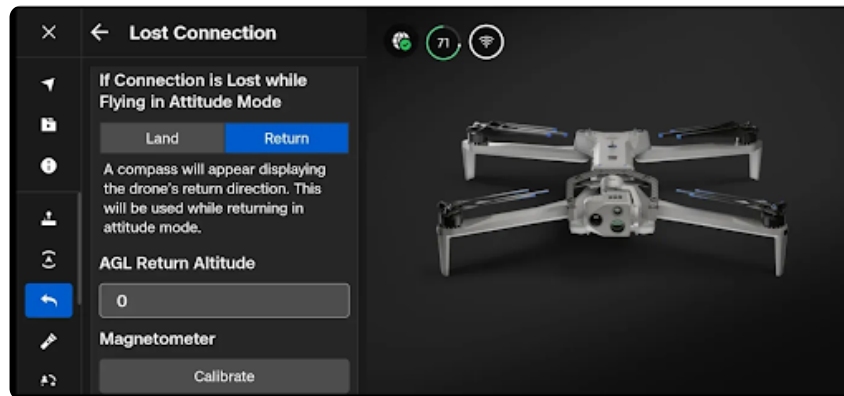 Lost Connection
71
If Connection is Lost while
Flying in Attitude Mode
Land
Return
A compass will appear displaying
the drone's return direction. This
will be used while returning in
attitude mode.
AGL Return Altitude
0
Magnetometer
Calibrate